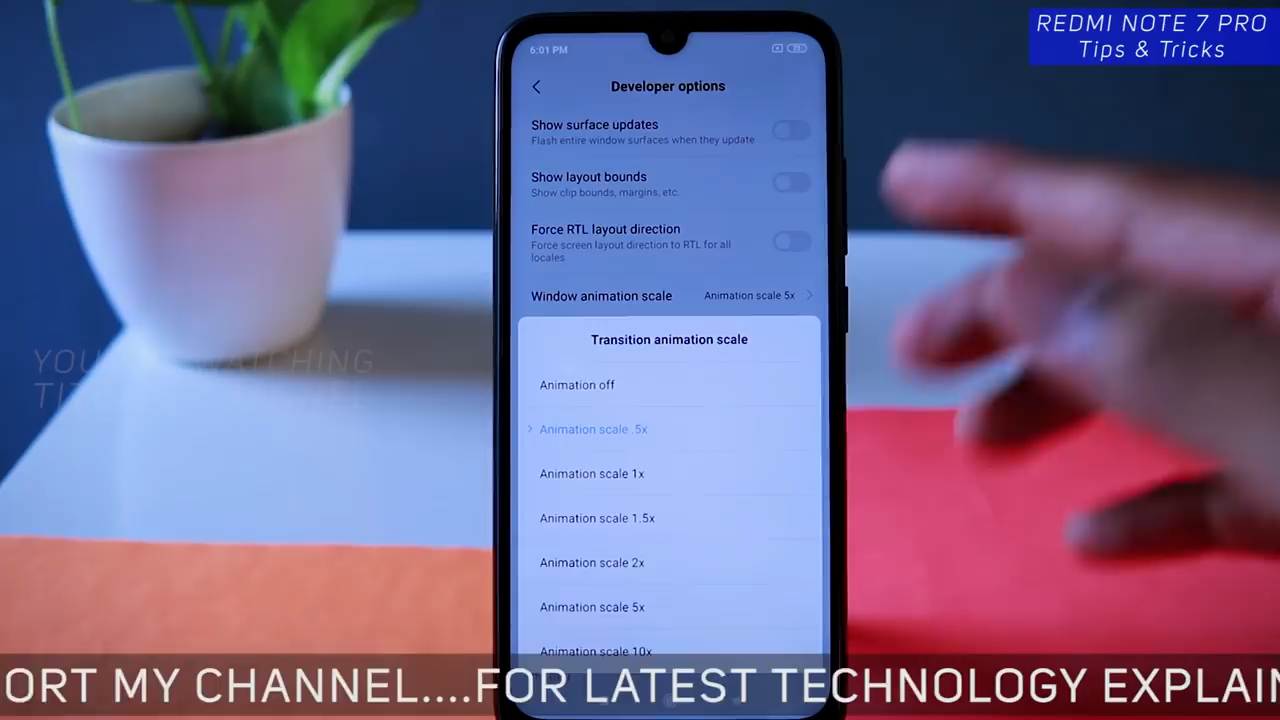 REDMI NOTE 7 PRO
Tips & Tricks
6:01 PM
Developer options
Show surface updates
Flash entire window surfaces when they update
Show layout bounds
Show clip bounds, margins, etc.
Force RTL layout direction
Force screen layout direction to RTL for all
locales
Window animation scale Animation scale 5x
Transition animation scale
Animation off
Animation scale .5x
Animation scale 1x
Animation scale 1.5x
Animation scale 2x
Animation scale 5x
Animation scale 10x
ORT MY CHANNEL....FOR LATEST TECHNOLOGY EXPLAIN